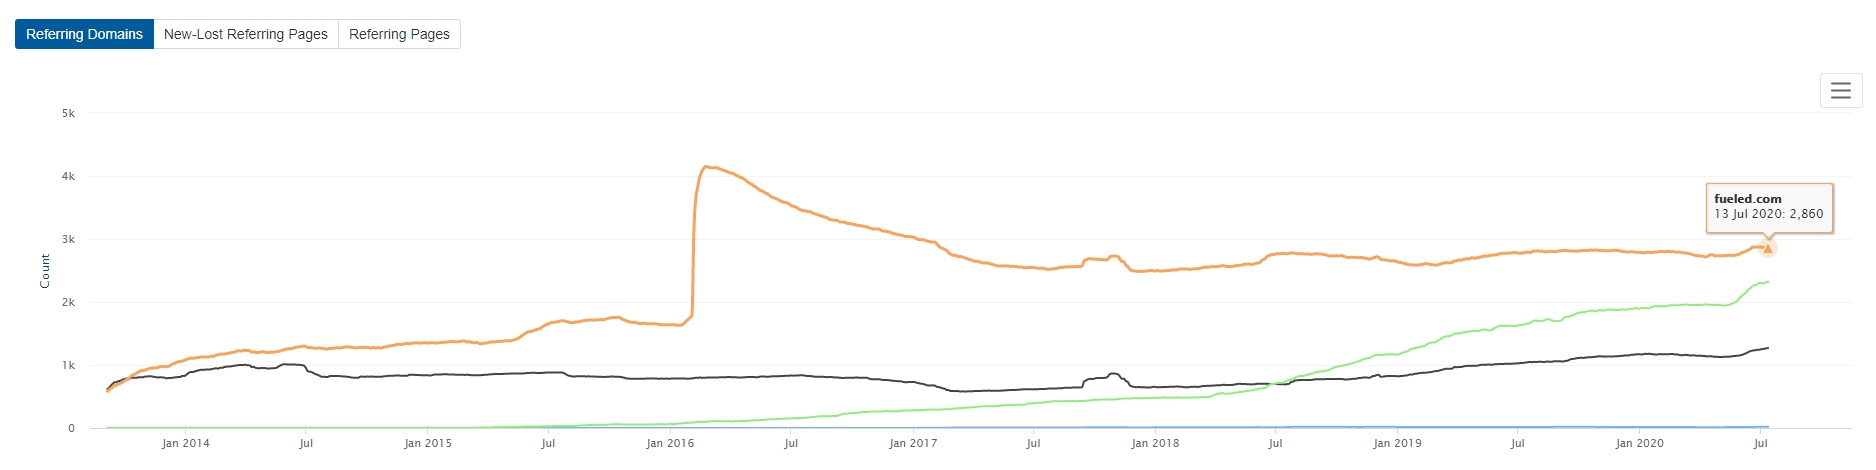 Referring Domains New-Lost Referring Pages Referring Pages
5k
4k
3k
2k
1k
0
Count
fueled.com
13 Jul 2020: 2,860
Jan 2014 Jul Jan 2015 Jul Jan 2016 Jul Jan 2017 Jul Jan 2018 Jul Jan 2019 Jul Jan 2020 Jul